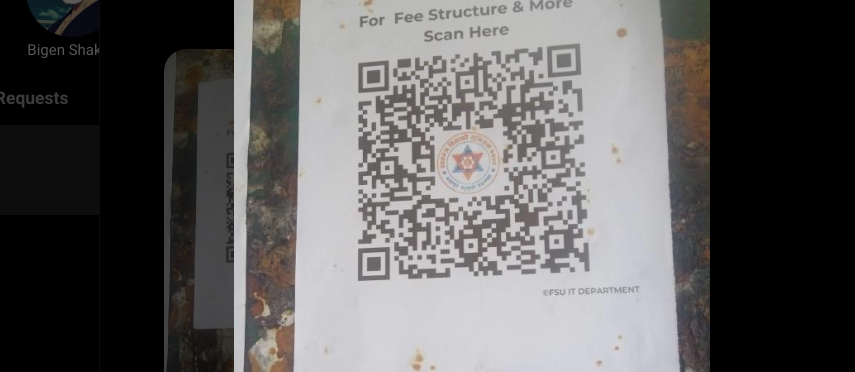 For Fee Structure & More
Scan Here
©FSU IT DEPARTMENT
Bigen Shak
Requests